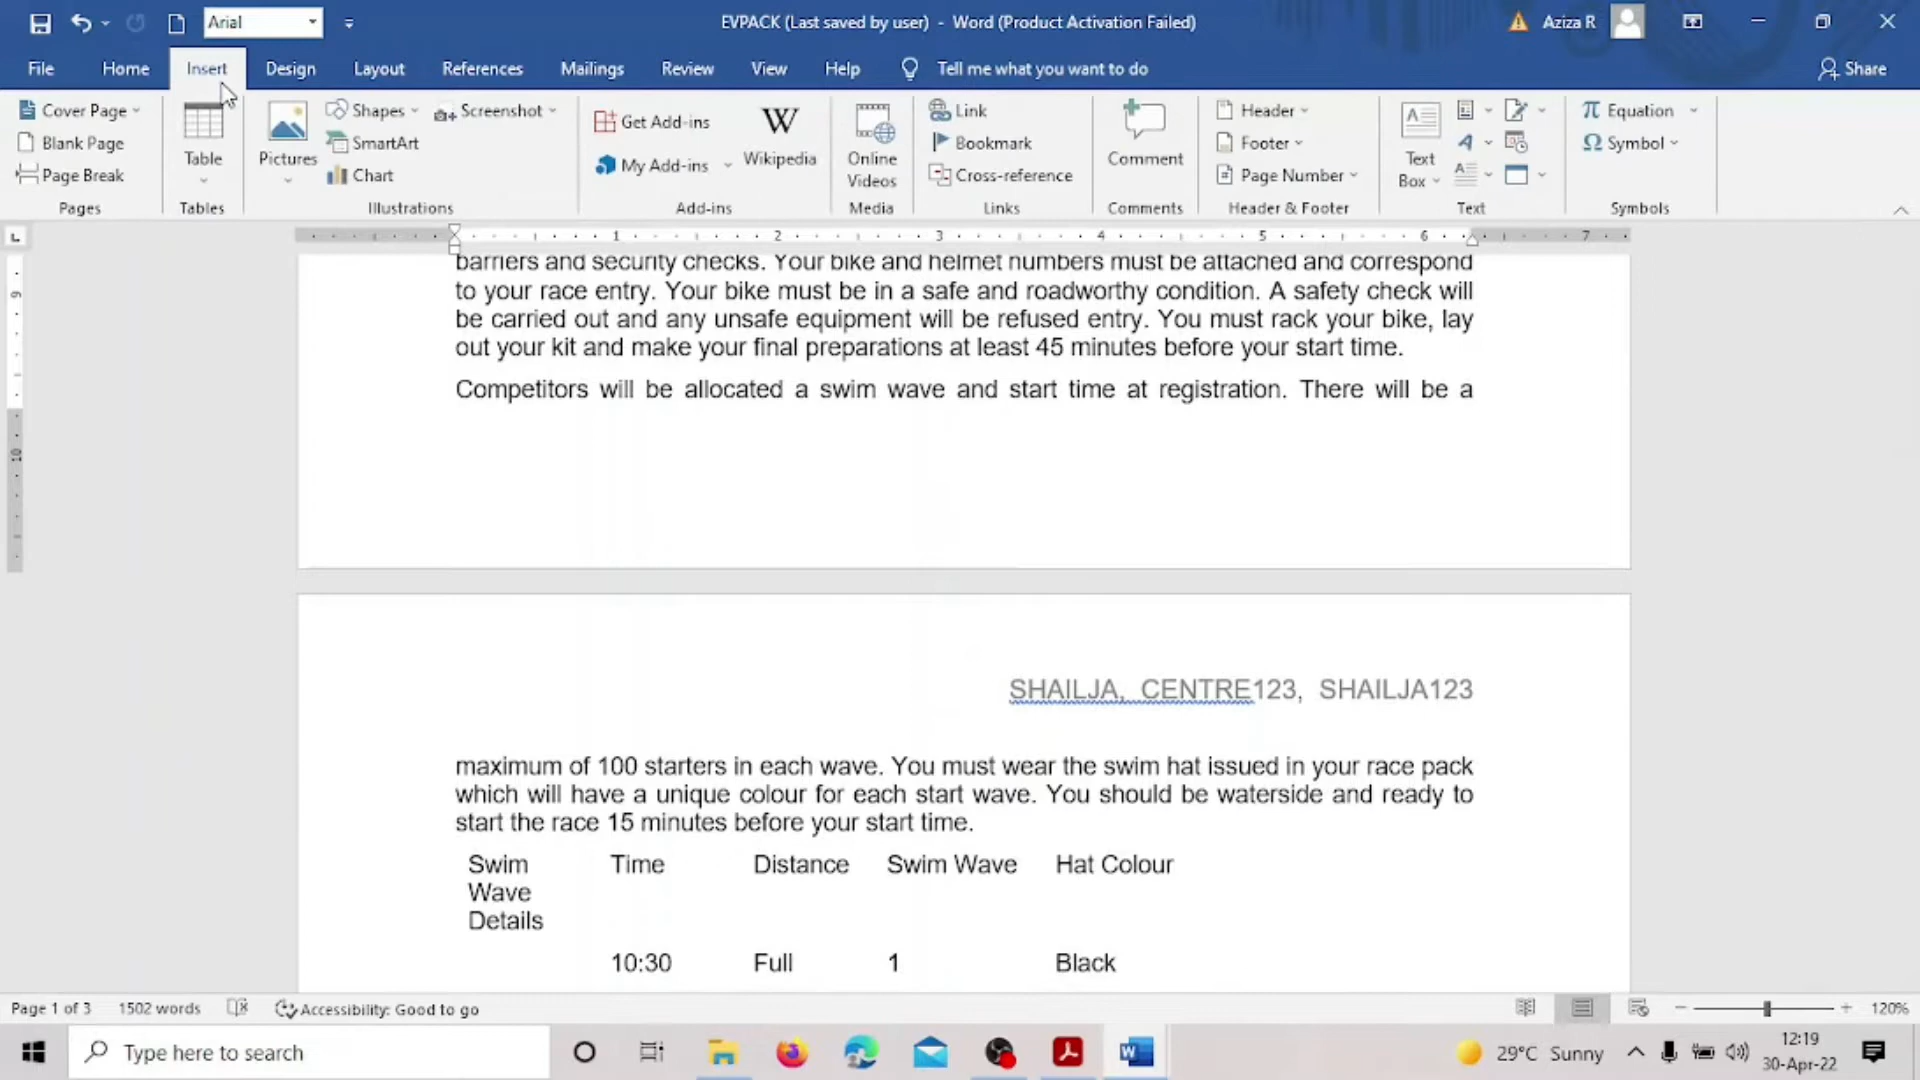 Arial
EVPACK (Last saved by user) - Word (Product Activation Failed)
Aziza R
File Home Insert Design Layout References Mailings Review View Help Tell me what you want to do Share
Cover Page
Blank Page
Page Break
Pages
Table
Tables
Pictures
Shapes
SmartArt
Chart
Screenshot
Illustrations
Get Add-ins
My Add-ins
Wikipedia
Add-ins
Online
Videos
Media
Link
Bookmark
Cross-reference
Links
Comment
Comments
Header
Footer
Page Number
Header & Footer
Text
Box
Text
Equation
Symbol
Symbols
1 2 3 4 5 6 7
9
10
barriers and security checks. Your bike and helmet numbers must be attached and correspond
to your race entry. Your bike must be in a safe and roadworthy condition. A safety check will
be carried out and any unsafe equipment will be refused entry. You must rack your bike, lay
out your kit and make your final preparations at least 45 minutes before your start time.
Competitors will be allocated a swim wave and start time at registration. There will be a
SHAILJA, CENTRE123, SHAILJA123
maximum of 100 starters in each wave. You must wear the swim hat issued in your race pack
which will have a unique colour for each start wave. You should be waterside and ready to
start the race 15 minutes before your start time.
Swim Time Distance Swim Wave Hat Colour
Wave
Details
10:30 Full 1 Black
Page 1 of 3 1502 words Accessibility: Good to go 120%
Type here to search
29°C Sunny
12:19
30-Apr-22